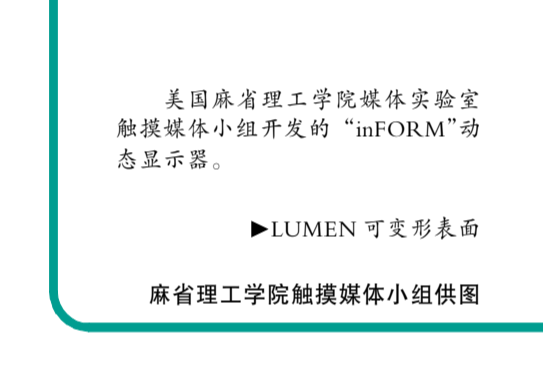 美国麻省理工学院媒体实验室
触摸媒体小组开发的“inFORM”动
态显示器。
▶LUMEN 可变形表面
麻省理工学院触摸媒体小组供图